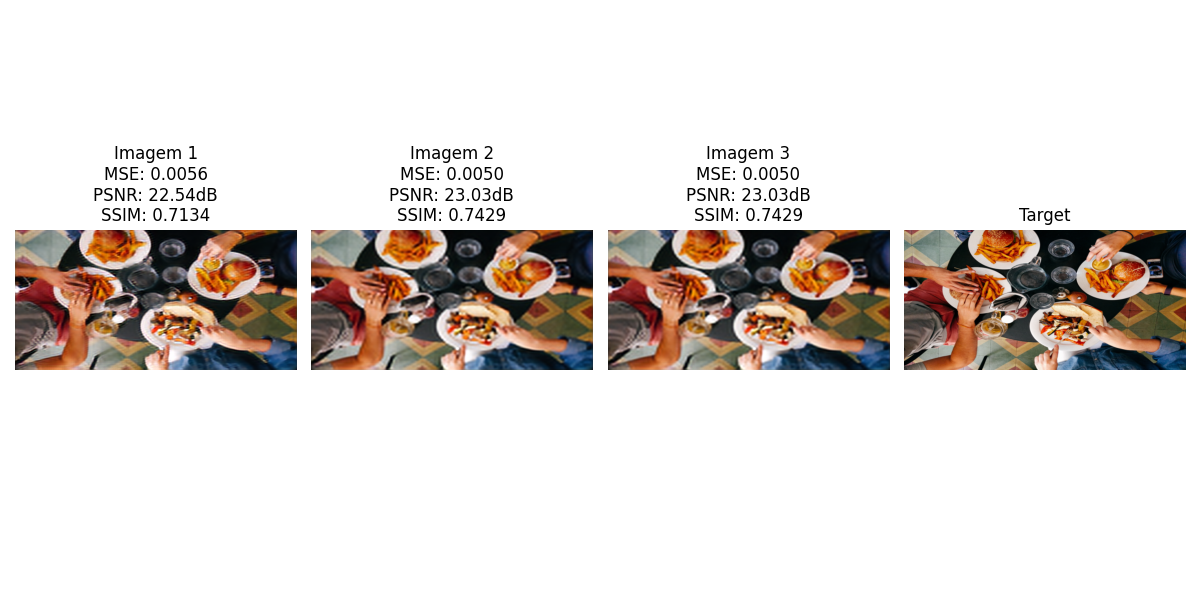 Imagem 1
MSE: 0.0056
PSNR: 22.54dB
SSIM: 0.7134
Imagem 2
MSE: 0.0050
PSNR: 23.03dB
SSIM: 0.7429
Imagem 3
MSE: 0.0050
PSNR: 23.03dB
SSIM: 0.7429
Target